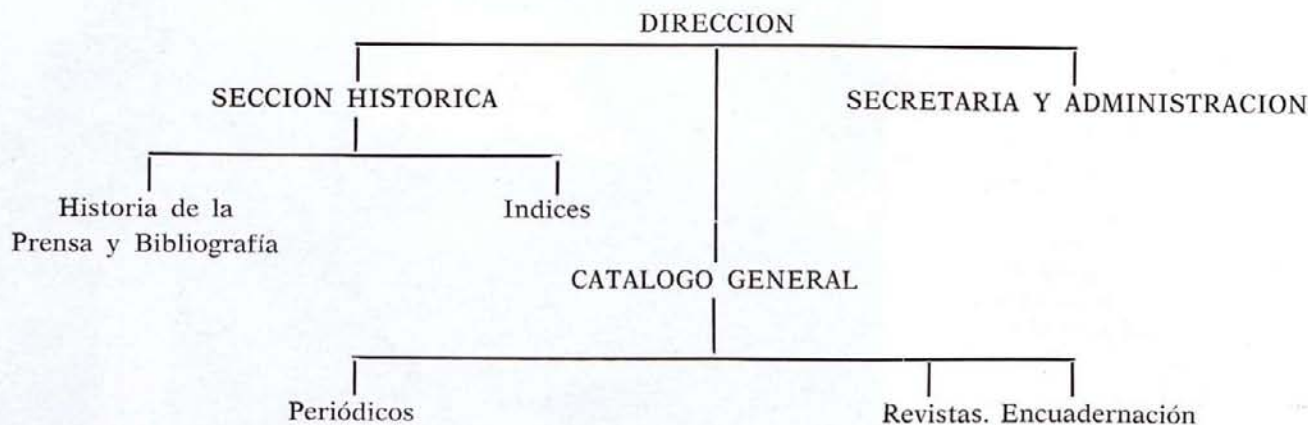 DIRECCION
SECCION HISTORICA
SECRETARIA Y ADMINISTRACION
Historia de la
Prensa y Bibliografía
Indices
CATALOGO GENERAL
Periódicos
Revistas. Encuadernación